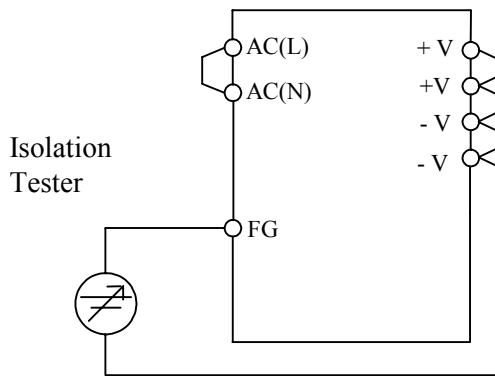 AC(L)
AC(N)
+ V
+V
- V
- V
Isolation
Tester
FG